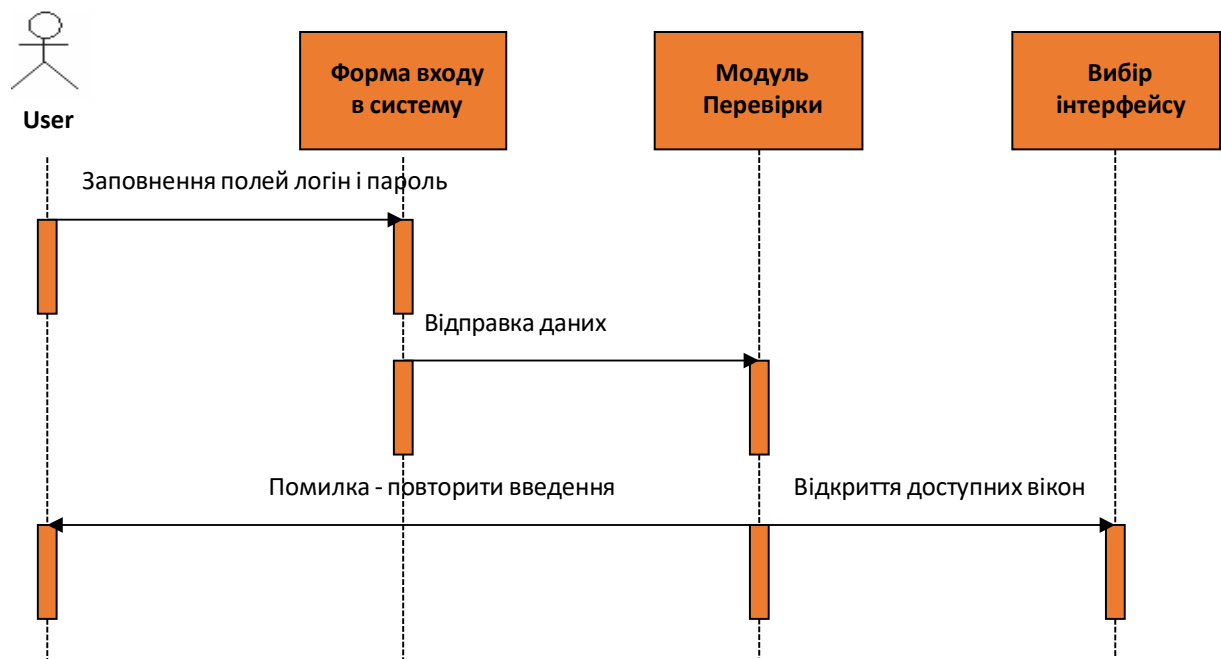 User
Форма входу
в систему
Модуль
Перевірки
Вибір
інтерфейсу
Заповнення полей логін і пароль
Відправка даних
Помилка - повторити введення
Відкриття доступних вікон